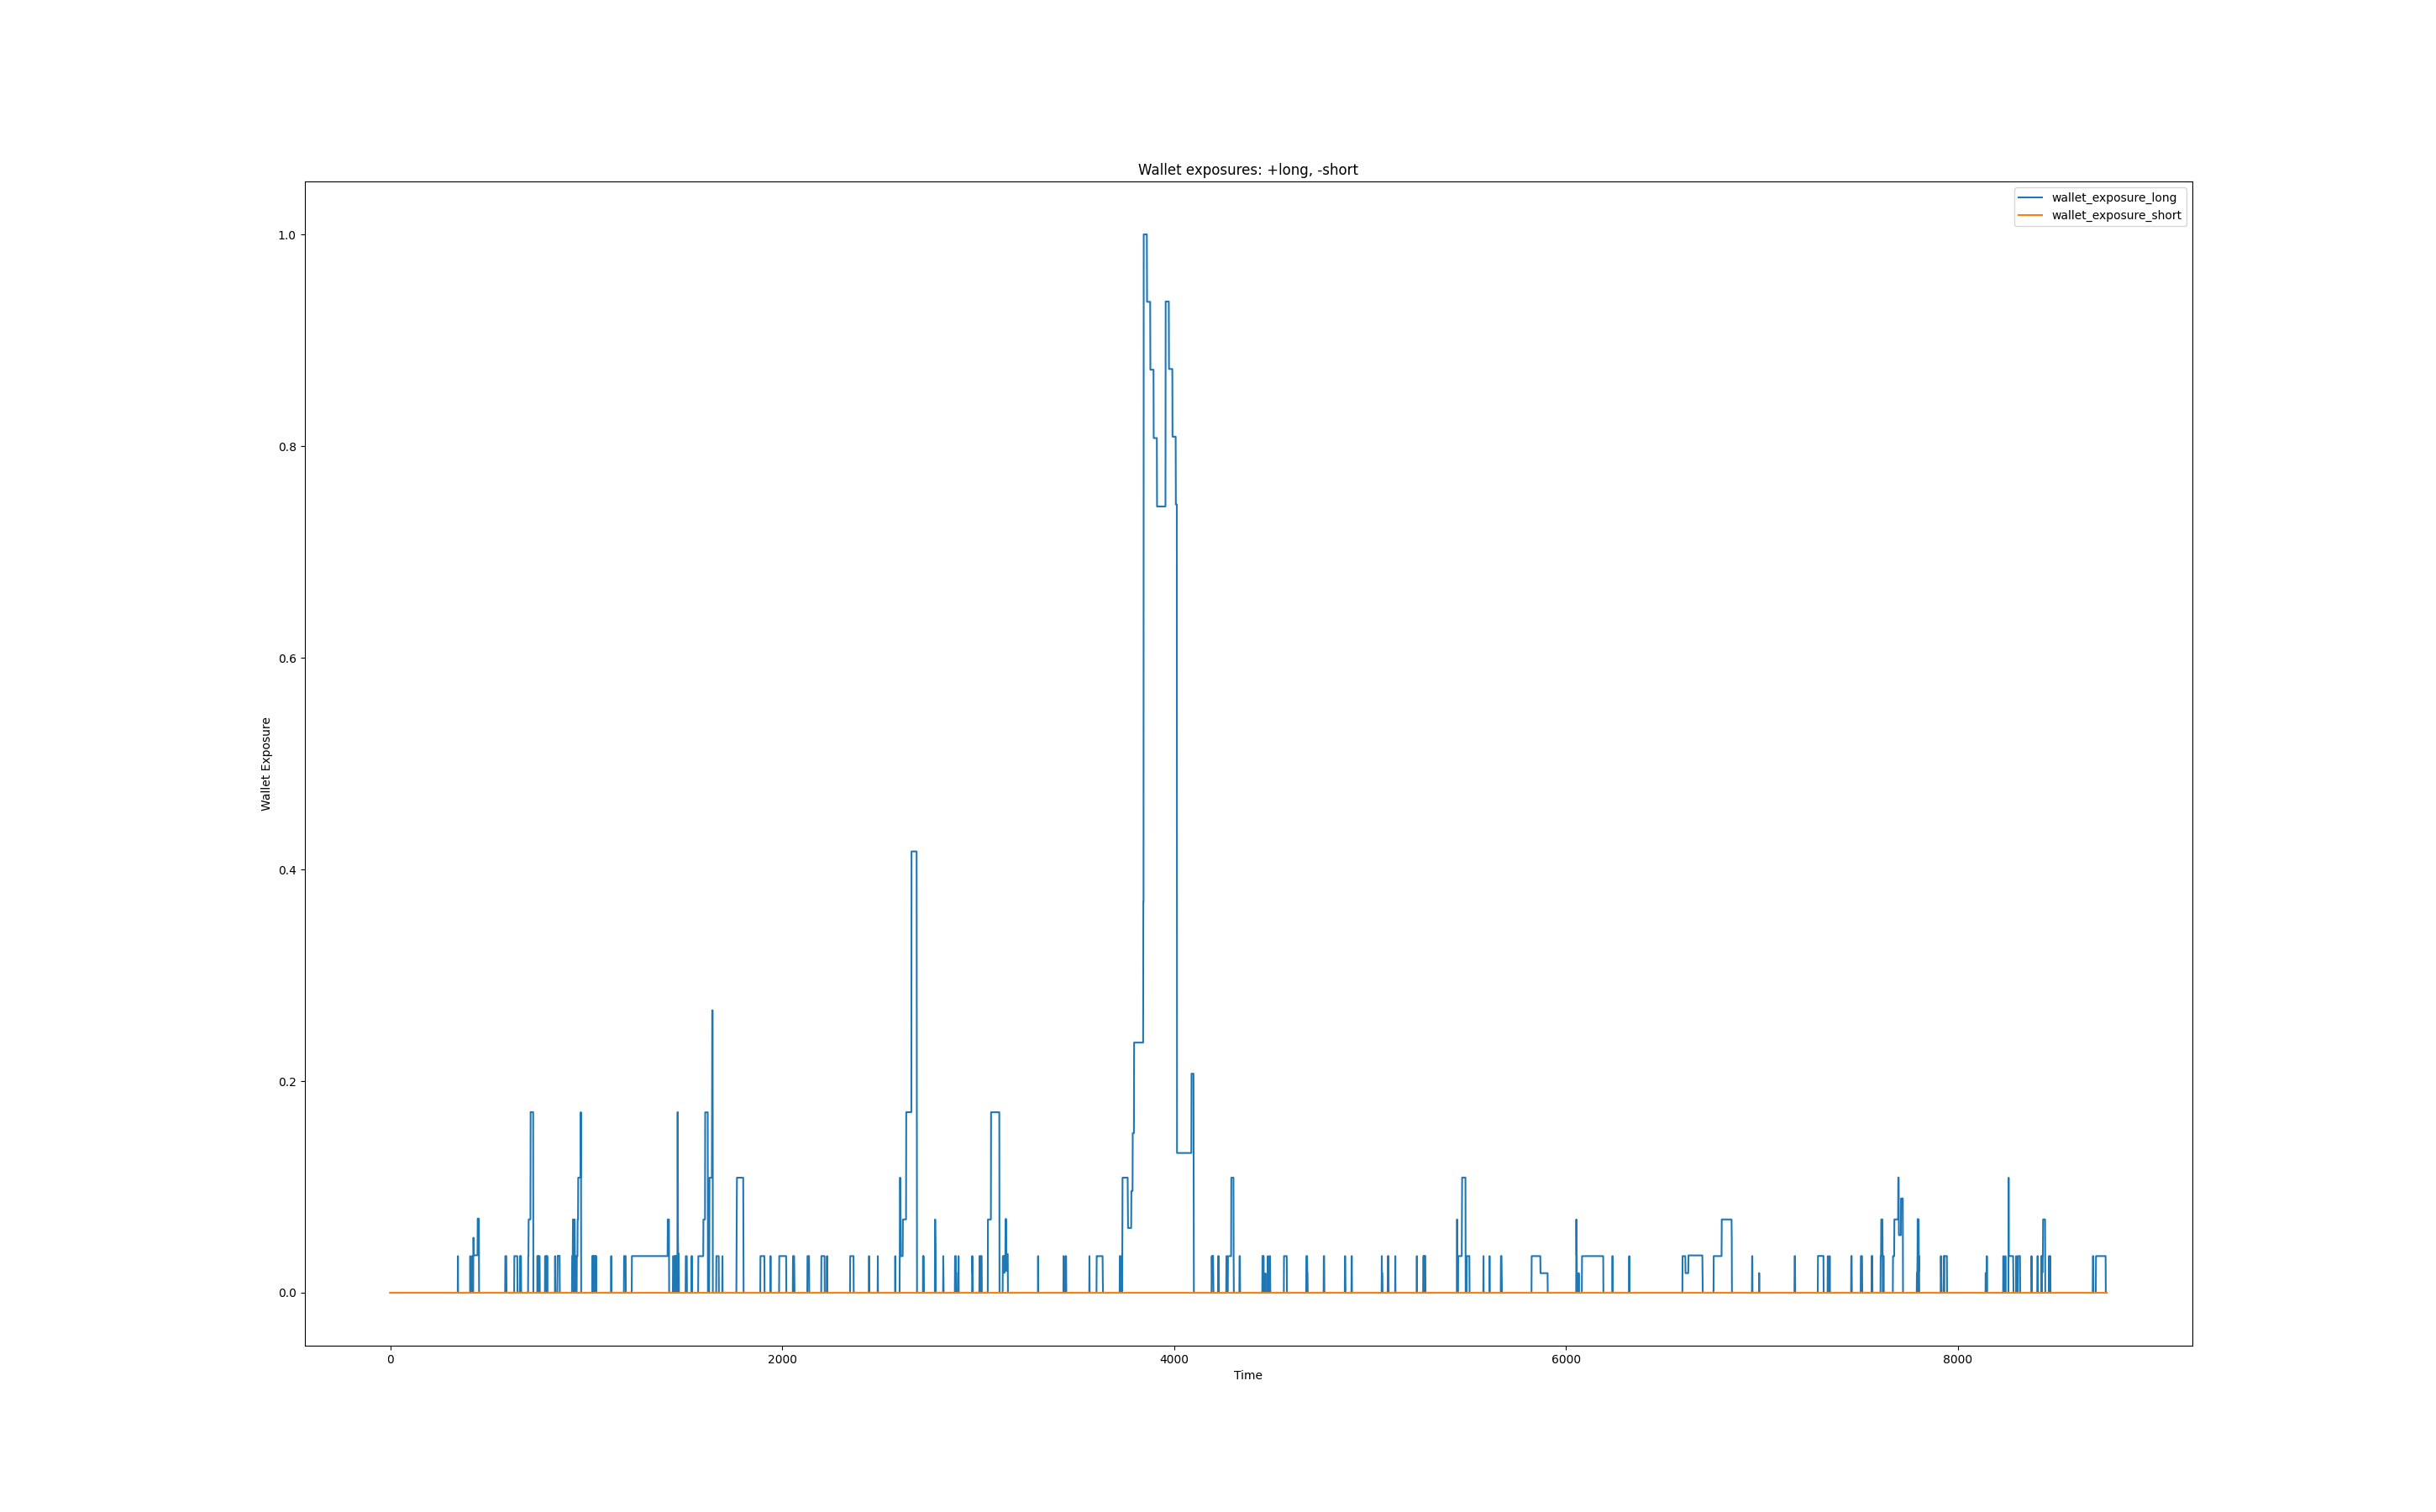 Wallet exposures: +long, -short
wallet_exposure_long
wallet_exposure_short
1.0
0.8
0.6
0.4
0.2
0.0
Wallet Exposure
0 2000 4000 6000 8000
Time